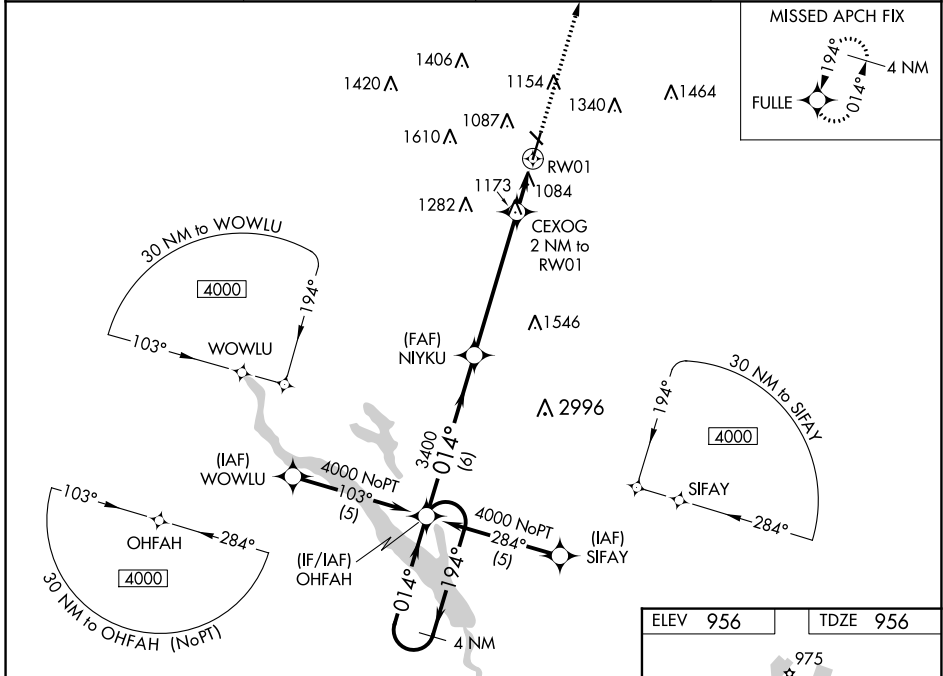 MISSED APCH FIX
194°
4 NM
FULLE
014°
1406
1420
1154
1340
1464
1087
1610
RW01
1173
1084
1282
CEXOG
2 NM to
RW01
30 NM to WOWLU
4000
194°
103°
WOWLU
1546
(FAF)
NIYKU
30 NM to SIFAY
194°
4000
2996
SIFAY
284°
3400
014°
(6)
(IAF)
WOWLU
4000 NoPT
103°
(5)
103°
OHFAH
284°
4000
30 NM to OHFAH (NoPT)
4000 NoPT
284°
(5)
(IAF)
SIFAY
(IF/IAF)
OHFAH
014°
194°
4 NM
ELEV 956
TDZE 956
975